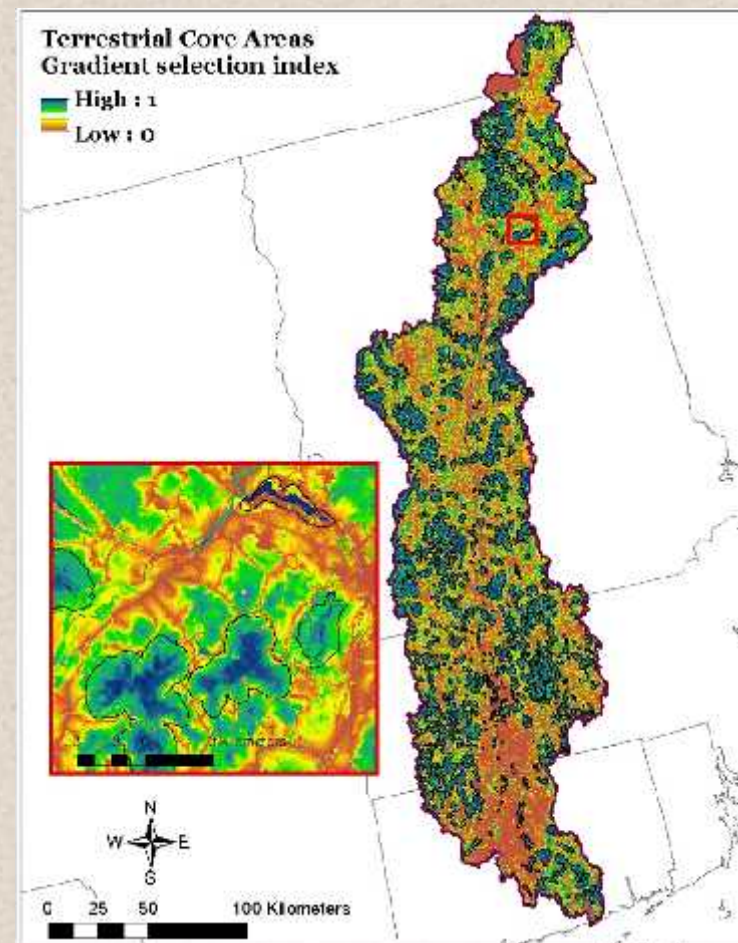 Terrestrial Core Areas
Gradient selection index
High : 1
Low : 0
N
W E
S
0 25 50 100 Kilometers